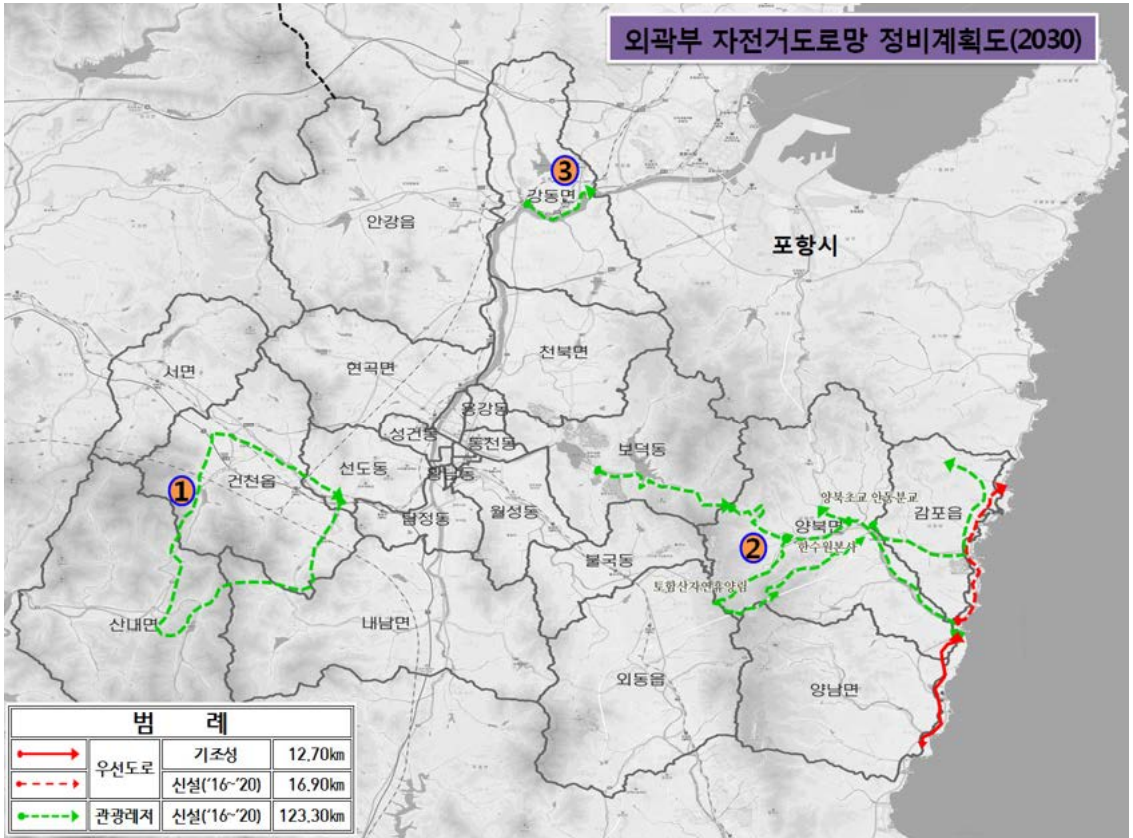 외곽부 자전거도로망 정비계획도(2030)
3
강동면
안강읍
포항시
천북면
서면
현곡면
용강동
성건동
동천동
보덕동
선도동
황남동
건천읍
1
월성동
탑정동
양북초교 안동분교
감포읍
양북면
불국동
2
한수원본사
토함산자연휴양림
산내면
내남면
외동읍
양남면
범 례
우선도로 기조성 12.70㎞
신설('16~'20) 16.90㎞
관광레저 신설('16~'20) 123.30㎞